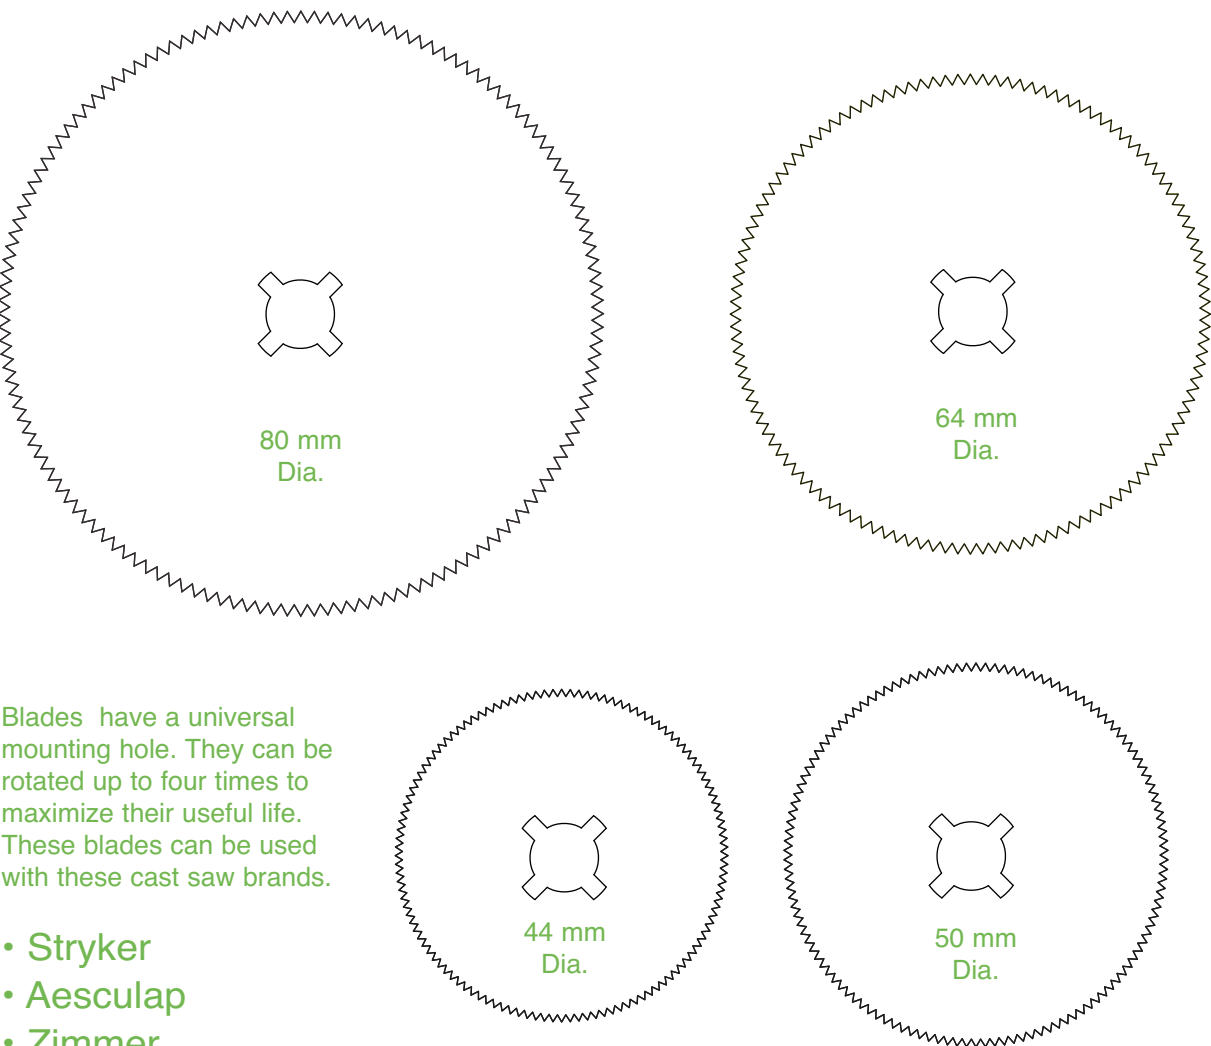 80 mm
Dia.
64 mm
Dia.
Blades have a universal
mounting hole. They can be
rotated up to four times to
maximize their useful life.
These blades can be used
with these cast saw brands.
• Stryker
• Aesculap
• Zimmer
44 mm
Dia.
50 mm
Dia.